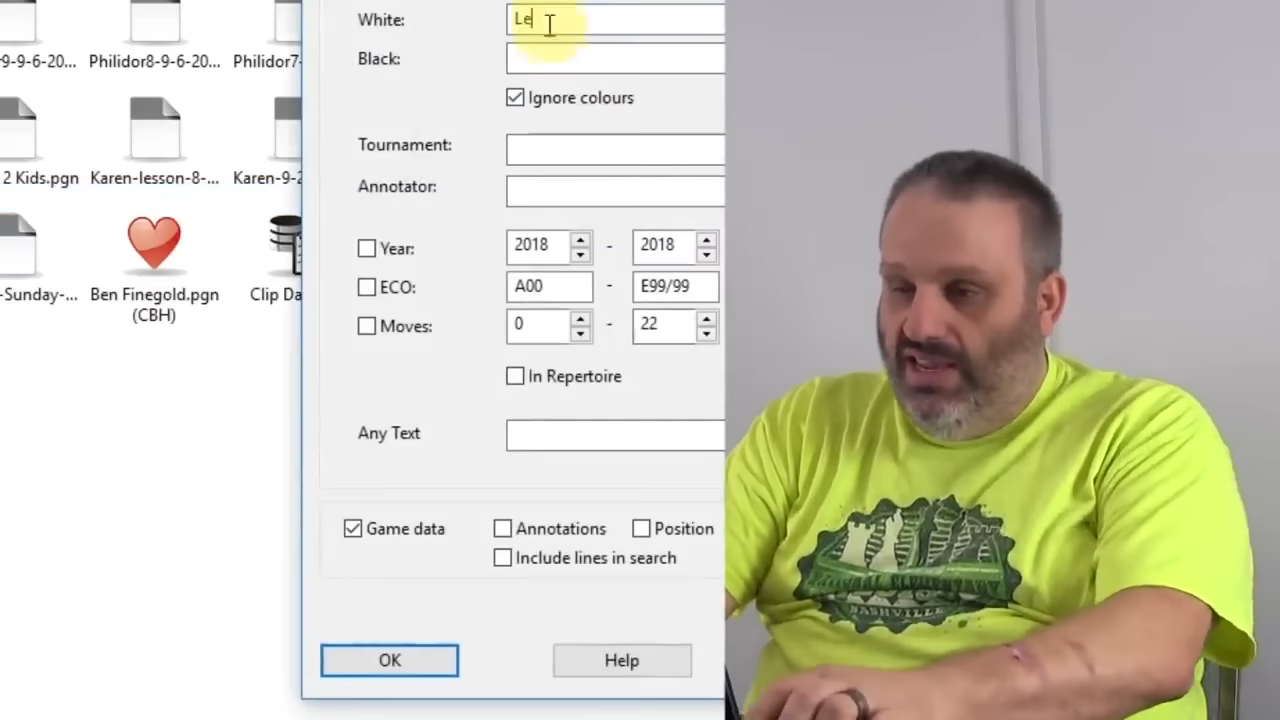 White:
Le
9-9-6-20...
Philidor8-9-6-20...
Philidor7-
Black:
Ignore colours
Tournament:
2 Kids.pgn
Karen-lesson-8-...
Karen-9-2
Annotator:
Year:
2018
-
2018
ECO:
A00
-
E99/99
-Sunday-...
Ben Finegold.pgn
(CBH)
Clip Da
Moves:
0
-
22
In Repertoire
Any Text
Game data
Annotations
Position
Include lines in search
OK
Help
ELEMENTARY
NASHVILLE